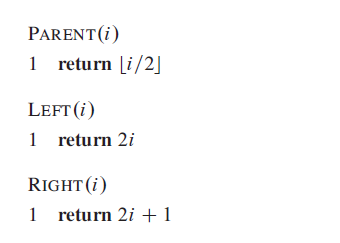 PARENT(i)
1 return ⌊i/2⌋
LEFT(i)
1 return 2i
RIGHT(i)
1 return 2i + 1